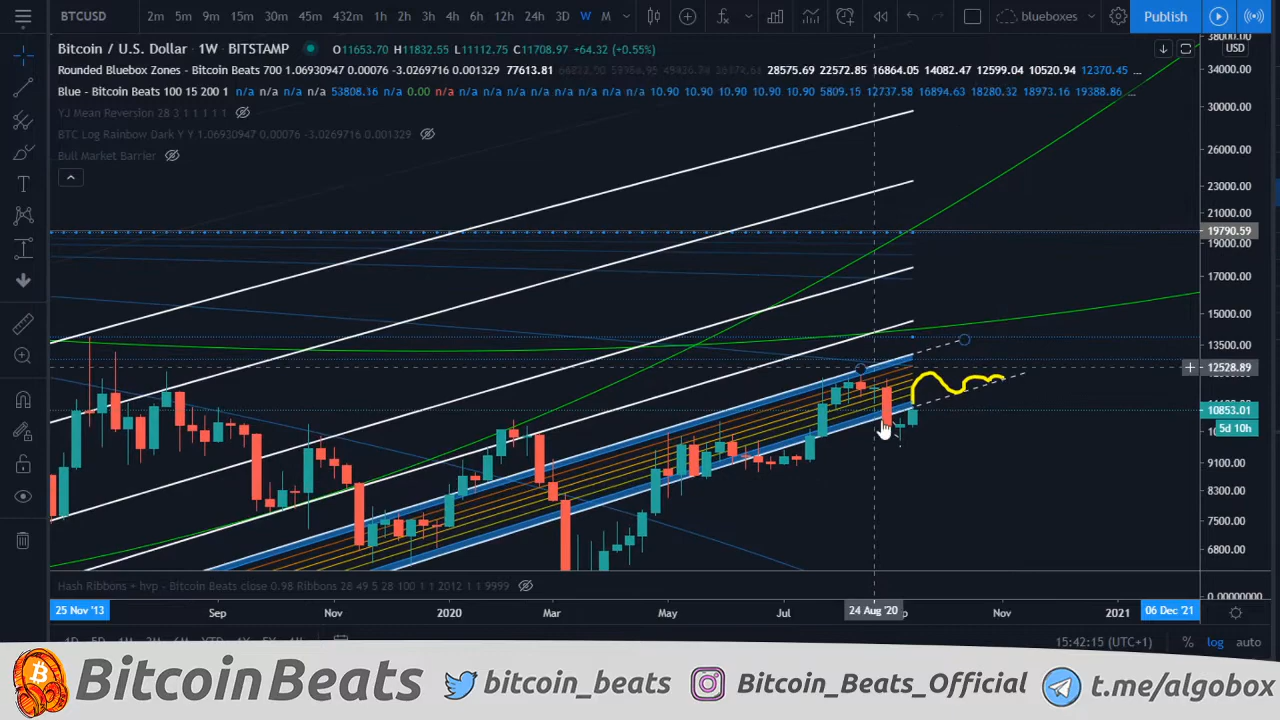 BTCUSD 2m 5m 9m 15m 30m 45m 432m 1h 2h 3h 4h 6h 12h 24h 3D W M blueboxes Publish
Bitcoin / U.S. Dollar · 1W · BITSTAMP O11653.70 H11832.55 L11112.75 C11708.97 +64.32 (+0.55%)
Rounded Bluebox Zones - Bitcoin Beats 700 1.06930947 0.00076 -3.0269716 0.001329 77613.81 28575.69 22572.85 16864.05 14082.47 12599.04 10520.94 12370.45 ...
Blue - Bitcoin Beats 100 15 200 1 n/a n/a n/a n/a 53808.16 n/a 0.00 n/a n/a n/a n/a n/a n/a n/a n/a n/a 10.90 10.90 10.90 10.90 5809.15 12737.58 16894.63 18280.32 18973.16 19388.86 ...
YJ Mean Reversion 28 3 1 1 1 1 1
BTC Log Rainbow Dark Y Y 1.06930947 0.00076 -3.0269716 0.001329
Bull Market Barrier
38000.00
USD
34000.00
30000.00
26000.00
23000.00
21000.00
19790.59
19000.00
17000.00
15000.00
13500.00
12528.89
10853.01
5d 10h
9100.00
8300.00
7500.00
6800.00
Hash Ribbons + hvp - Bitcoin Beats close 0.98 Ribbons 28 49 5 28 100 1 1 2012 1 1 9999
0.00000000
25 Nov '13 Sep Nov 2020 Mar May Jul 24 Aug '20 Nov 2021 06 Dec '21
15:42:15 (UTC+1) % log auto
Bitcoin Beats bitcoin_beats Bitcoin_Beats_Official t.me/algobox